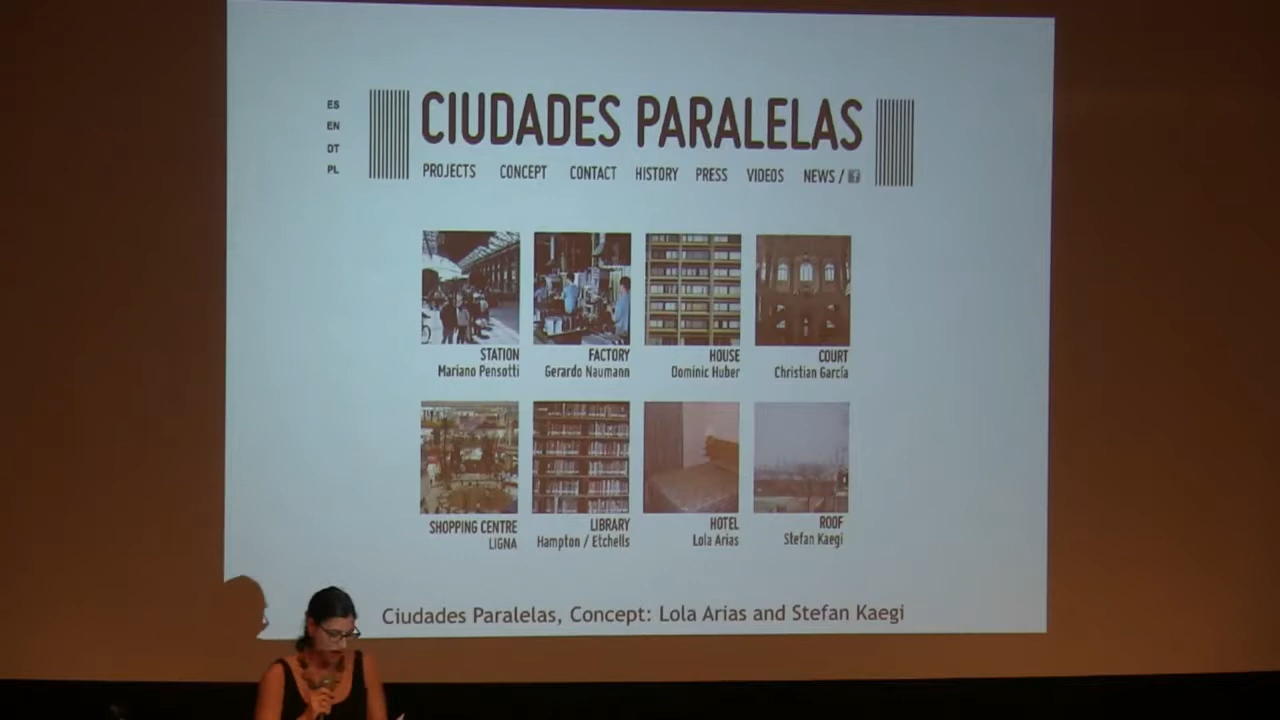 ES
EN
DT
PL
CIUDADES PARALELAS
PROJECTS CONCEPT CONTACT HISTORY PRESS VIDEOS NEWS / f
STATION
Mariano Pensotti
FACTORY
Gerardo Naumann
HOUSE
Dominic Huber
COURT
Christian García
SHOPPING CENTRE
LIGNA
LIBRARY
Hampton / Etchells
HOTEL
Lola Arias
ROOF
Stefan Kaegi
Ciudades Paralelas, Concept: Lola Arias and Stefan Kaegi